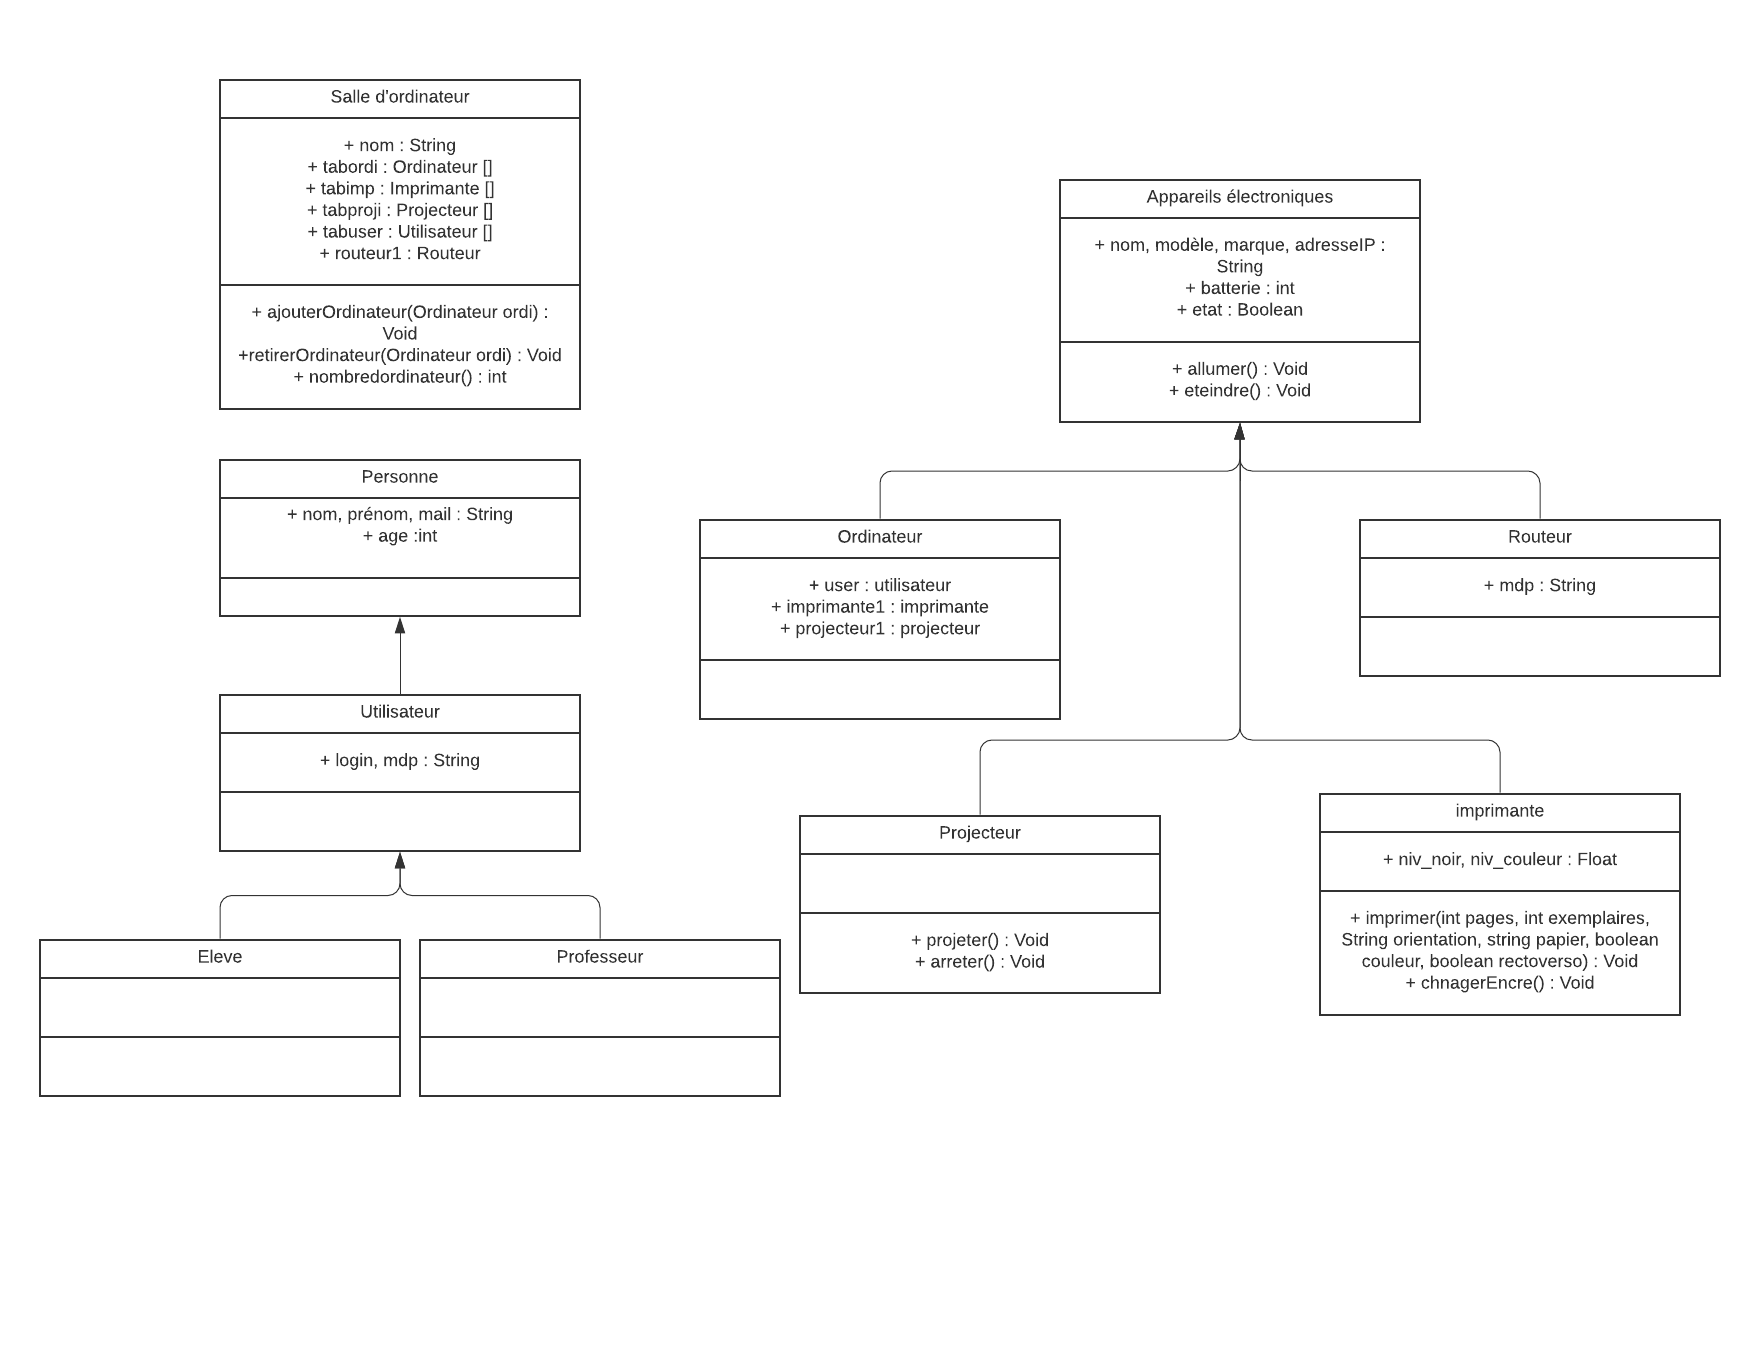 Salle d'ordinateur
+ nom : String
+ tabordi : Ordinateur []
+ tabimp : Imprimante []
+ tabproji : Projecteur []
+ tabuser : Utilisateur []
+ routeur1 : Routeur
+ ajouterOrdinateur(Ordinateur ordi) :
Void
+retirerOrdinateur(Ordinateur ordi) : Void
+ nombredordinateur() : int
Personne
+ nom, prénom, mail : String
+ age :int
Utilisateur
+ login, mdp : String
Eleve
Professeur
Appareils électroniques
+ nom, modèle, marque, adresseIP :
String
+ batterie : int
+ etat : Boolean
+ allumer() : Void
+ eteindre() : Void
Ordinateur
+ user : utilisateur
+ imprimante1 : imprimante
+ projecteur1 : projecteur
Routeur
+ mdp : String
Projecteur
+ projeter() : Void
+ arreter() : Void
imprimante
+ niv_noir, niv_couleur : Float
+ imprimer(int pages, int exemplaires,
String orientation, string papier, boolean
couleur, boolean rectoverso) : Void
+ chnagerEncre() : Void